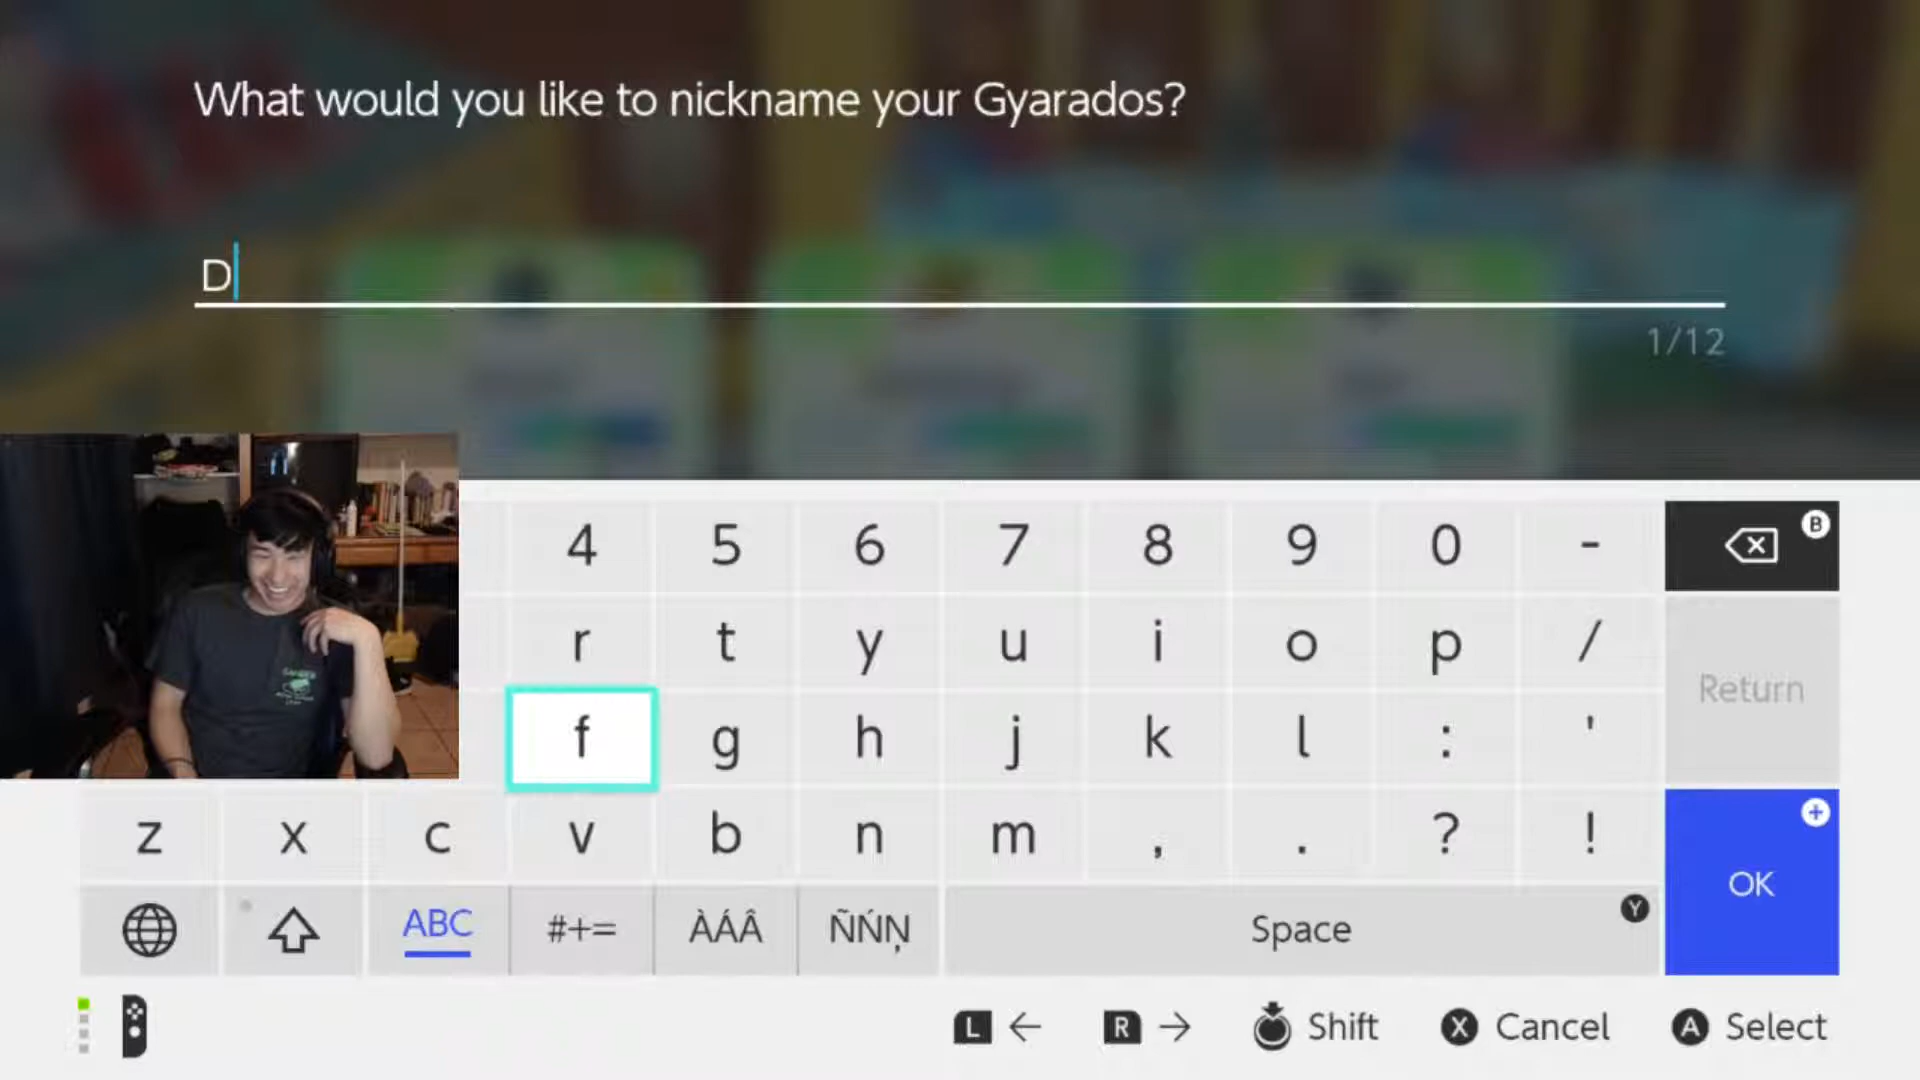 What would you like to nickname your Gyarados?
D
1/12
4 5 6 7 8 9 0 - B
r t y u i o p /
Return
f g h j k l : '
z x c v b n m , . ? ! +
OK
ABC #+= ÀÁÂ ÑŃŅ Space Y
L ← R → Shift X Cancel A Select